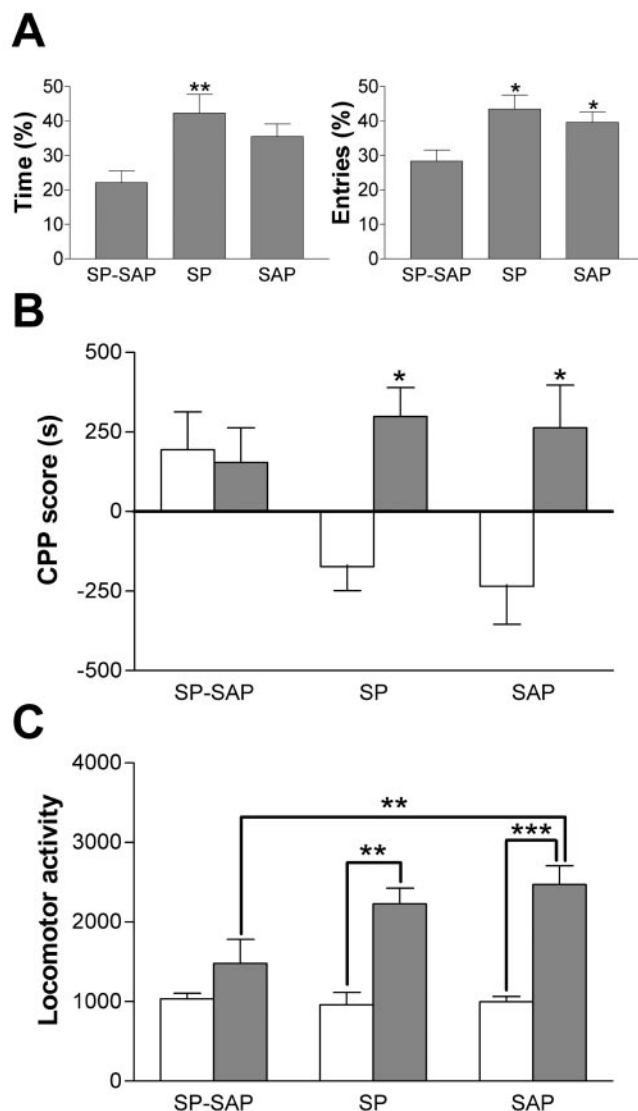 A
** * *
50 50
40 40
30 30
20 20
10 10
0 0
Time (%) Entries (%)
SP-SAP SP SAP SP-SAP SP SAP
B
500
* *
250
0
-250
-500
CPP score (s)
SP-SAP SP SAP
C
4000
**
3000
** ***
2000
1000
0
Locomotor activity
SP-SAP SP SAP